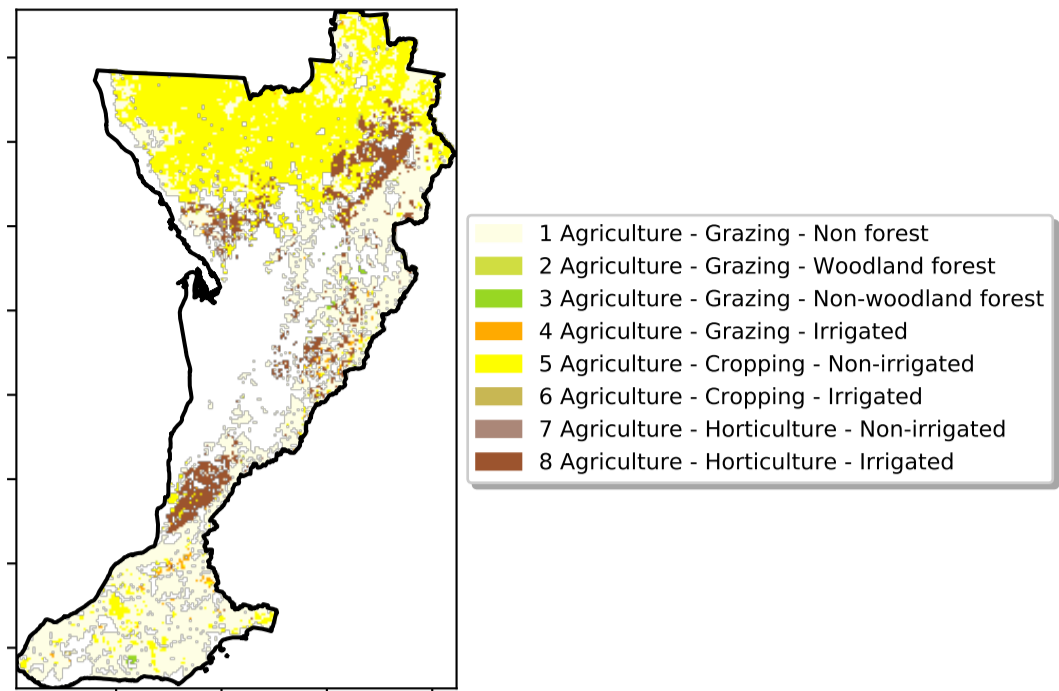 1 Agriculture - Grazing - Non forest
2 Agriculture - Grazing - Woodland forest
3 Agriculture - Grazing - Non-woodland forest
4 Agriculture - Grazing - Irrigated
5 Agriculture - Cropping - Non-irrigated
6 Agriculture - Cropping - Irrigated
7 Agriculture - Horticulture - Non-irrigated
8 Agriculture - Horticulture - Irrigated